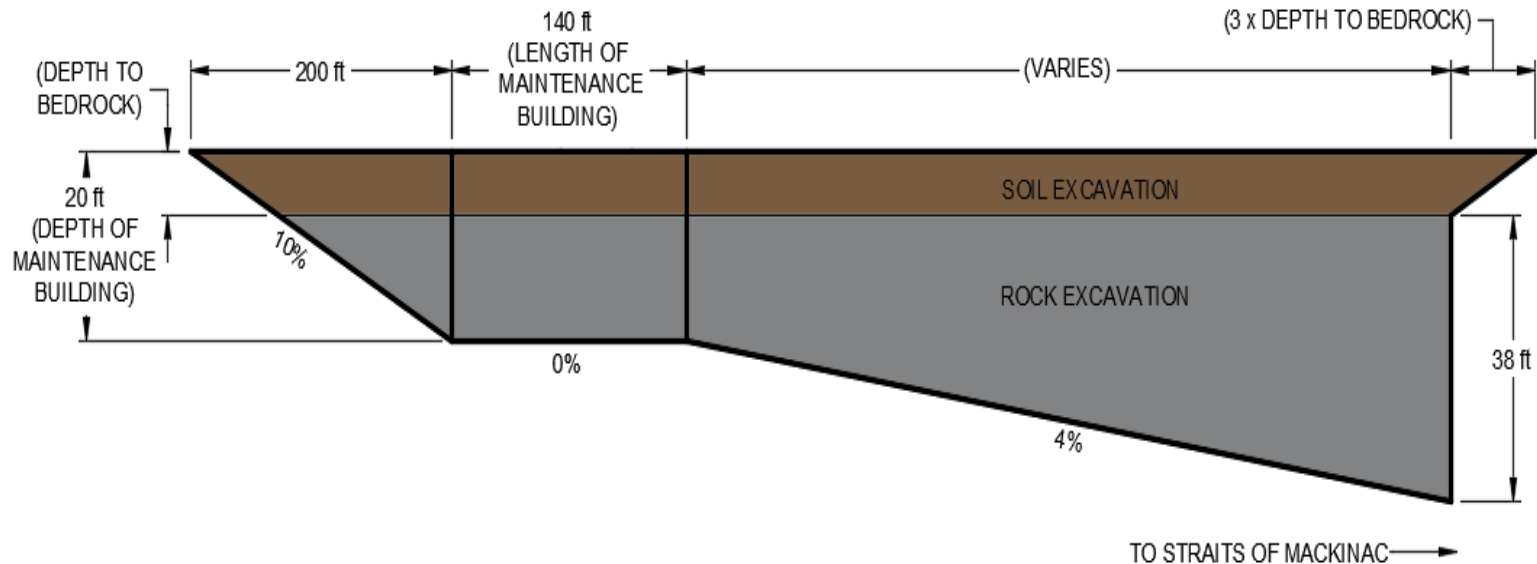 (DEPTH TO
BEDROCK)
200 ft
140 ft
(LENGTH OF
MAINTENANCE
BUILDING)
(VARIES)
(3 x DEPTH TO BEDROCK)
20 ft
(DEPTH OF
MAINTENANCE
BUILDING)
10%
SOIL EXCAVATION
ROCK EXCAVATION
0%
4%
38 ft
TO STRAITS OF MACKINAC